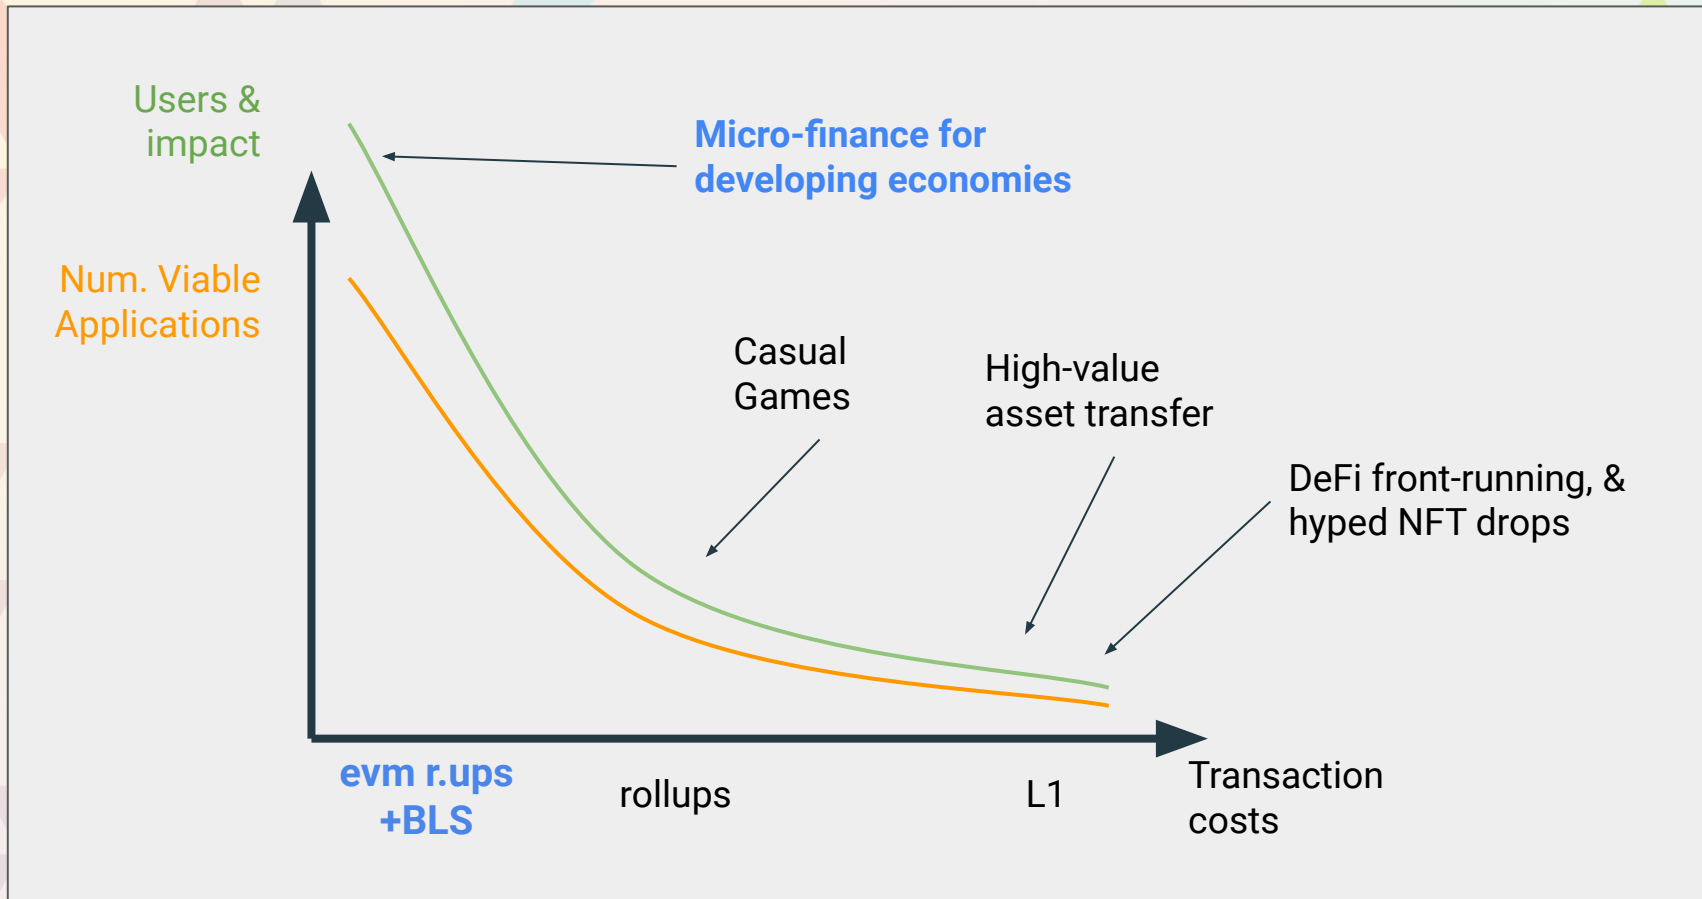 Users &
impact
Micro-finance for
developing economies
Num. Viable
Applications
Casual
Games
High-value
asset transfer
DeFi front-running, &
hyped NFT drops
evm r.ups
+BLS
rollups
L1
Transaction
costs